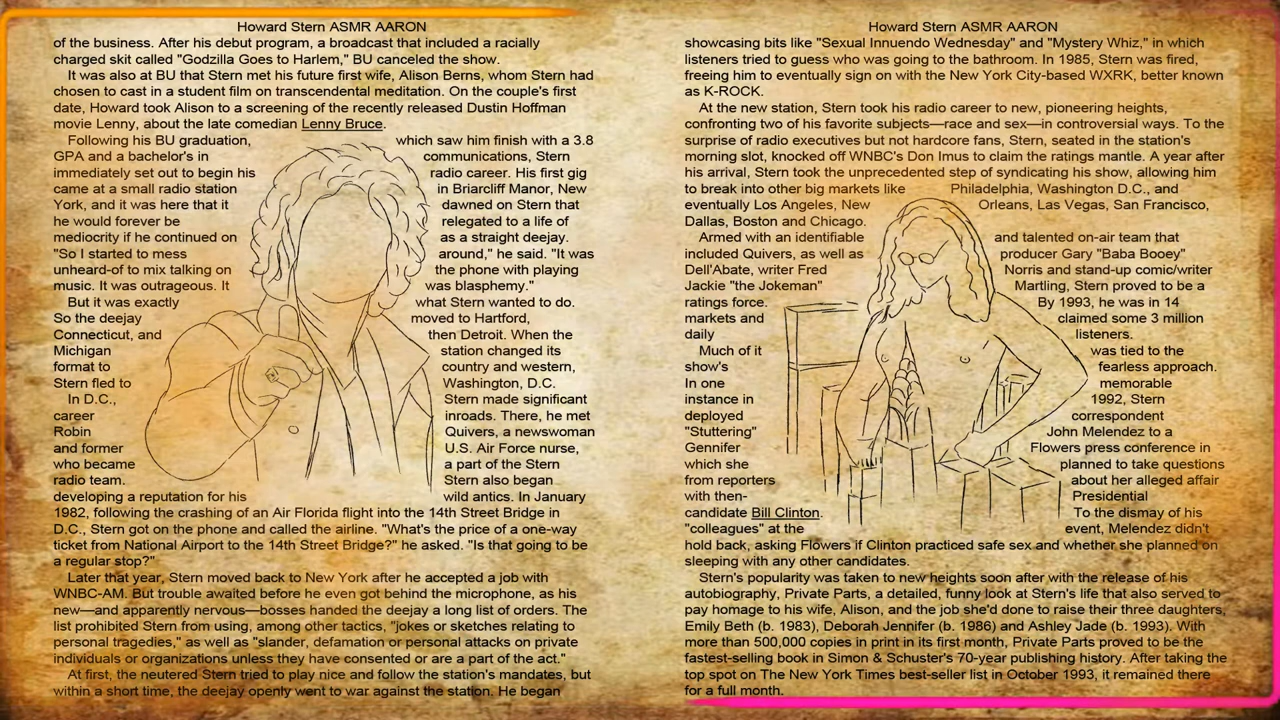 Howard Stern ASMR AARON
of the business. After his debut program, a broadcast that included a racially
charged skit called "Godzilla Goes to Harlem," BU canceled the show.
It was also at BU that Stern met his future first wife, Alison Berns, whom Stern had
chosen to cast in a student film on transcendental meditation. On the couple's first
date, Howard took Alison to a screening of the recently released Dustin Hoffman
movie Lenny, about the late comedian Lenny Bruce.
Following his BU graduation, which saw him finish with a 3.8
GPA and a bachelor's in communications, Stern
immediately set out to begin his radio career. His first gig
came at a small radio station in Briarcliff Manor, New
York, and it was here that it dawned on Stern that
he would forever be relegated to a life of
mediocrity if he continued on as a straight deejay.
"So I started to mess around," he said. "It was
unheard-of to mix talking on the phone with playing
music. It was outrageous. It was blasphemy."
But it was exactly what Stern wanted to do.
So the deejay moved to Hartford,
Connecticut, and then Detroit. When the
Michigan station changed its
format to country and western,
Stern fled to Washington, D.C.
In D.C., Stern made significant
career inroads. There, he met
Robin Quivers, a newswoman
and former U.S. Air Force nurse,
who became a part of the Stern
radio team. Stern also began
developing a reputation for his wild antics. In January
1982, following the crashing of an Air Florida flight into the 14th Street Bridge in
D.C., Stern got on the phone and called the airline. "What's the price of a one-way
ticket from National Airport to the 14th Street Bridge?" he asked. "Is that going to be
a regular stop?"
Later that year, Stern moved back to New York after he accepted a job with
WNBC-AM. But trouble awaited before he even got behind the microphone, as his
new—and apparently nervous—bosses handed the deejay a long list of orders. The
list prohibited Stern from using, among other tactics, "jokes or sketches relating to
personal tragedies," as well as "slander, defamation or personal attacks on private
individuals or organizations unless they have consented or are a part of the act."
At first, the neutered Stern tried to play nice and follow the station's mandates, but
within a short time, the deejay openly went to war against the station. He began
Howard Stern ASMR AARON
showcasing bits like "Sexual Innuendo Wednesday" and "Mystery Whiz," in which
listeners tried to guess who was going to the bathroom. In 1985, Stern was fired,
freeing him to eventually sign on with the New York City-based WXRK, better known
as K-ROCK.
At the new station, Stern took his radio career to new, pioneering heights,
confronting two of his favorite subjects—race and sex—in controversial ways. To the
surprise of radio executives but not hardcore fans, Stern, seated in the station's
morning slot, knocked off WNBC's Don Imus to claim the ratings mantle. A year after
his arrival, Stern took the unprecedented step of syndicating his show, allowing him
to break into other big markets like Philadelphia, Washington D.C., and
eventually Los Angeles, New Orleans, Las Vegas, San Francisco,
Dallas, Boston and Chicago.
Armed with an identifiable and talented on-air team that
included Quivers, as well as producer Gary "Baba Booey"
Dell'Abate, writer Fred Norris and stand-up comic/writer
Jackie "the Jokeman" Martling, Stern proved to be a
ratings force. By 1993, he was in 14
markets and claimed some 3 million
daily listeners.
Much of it was tied to the
show's fearless approach.
In one memorable
instance in 1992, Stern
deployed correspondent
"Stuttering" John Melendez to a
Gennifer Flowers press conference in
which she planned to take questions
from reporters about her alleged affair
with then- Presidential
candidate Bill Clinton. To the dismay of his
"colleagues" at the event, Melendez didn't
hold back, asking Flowers if Clinton practiced safe sex and whether she planned on
sleeping with any other candidates.
Stern's popularity was taken to new heights soon after with the release of his
autobiography, Private Parts, a detailed, funny look at Stern's life that also served to
pay homage to his wife, Alison, and the job she'd done to raise their three daughters,
Emily Beth (b. 1983), Deborah Jennifer (b. 1986) and Ashley Jade (b. 1993). With
more than 500,000 copies in print in its first month, Private Parts proved to be the
fastest-selling book in Simon & Schuster's 70-year publishing history. After taking the
top spot on The New York Times best-seller list in October 1993, it remained there
for a full month.